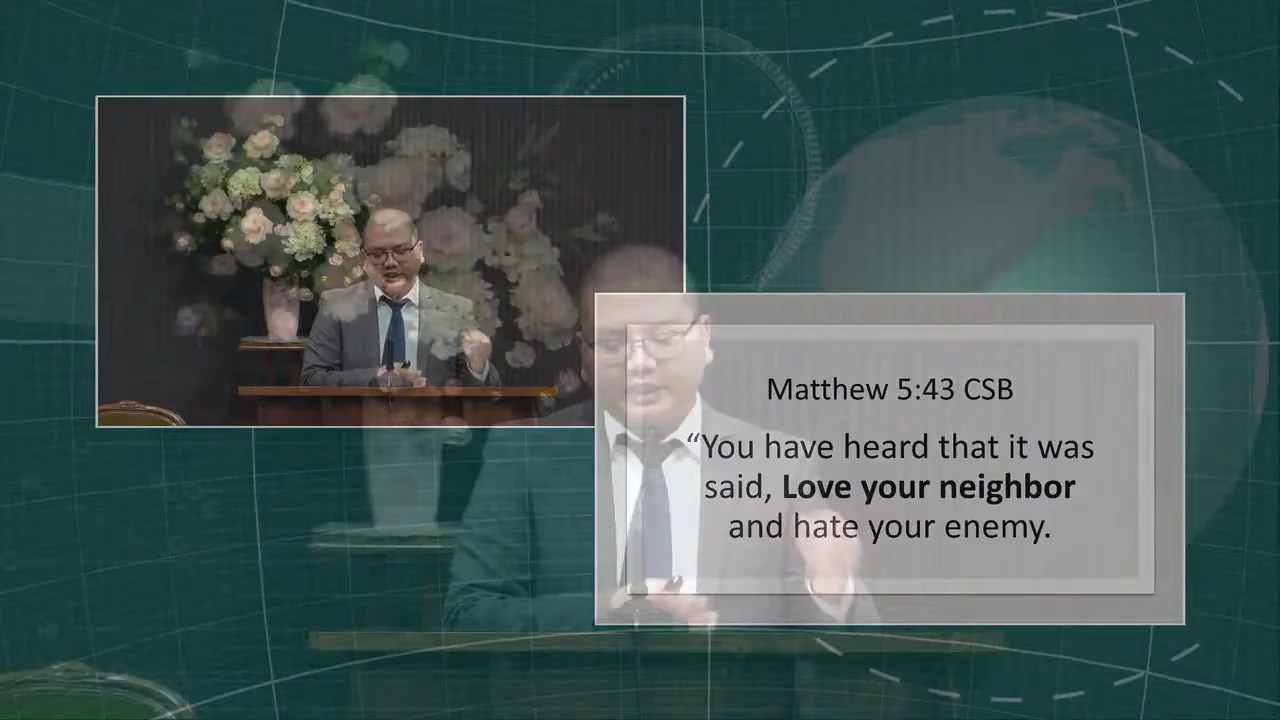 Matthew 5:43 CSB
“You have heard that it was
said, Love your neighbor
and hate your enemy.